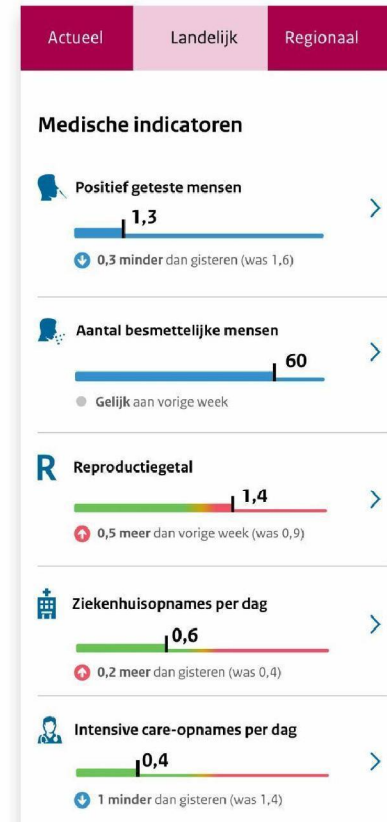 Actueel Landelijk Regionaal
Medische indicatoren
Positief geteste mensen
1,3
0,3 minder dan gisteren (was 1,6)
Aantal besmettelijke mensen
60
Gelijk aan vorige week
R Reproductiegetal
1,4
0,5 meer dan vorige week (was 0,9)
Ziekenhuisopnames per dag
0,6
0,2 meer dan gisteren (was 0,4)
Intensive care-opnames per dag
0,4
1 minder dan gisteren (was 1,4)